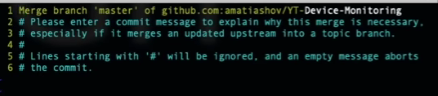 1 Merge branch 'master' of github.com:amatiashov/YT-Device-Monitoring
2 # Please enter a commit message to explain why this merge is necessary,
3 # especially if it merges an updated upstream into a topic branch.
4 #
5 # Lines starting with '#' will be ignored, and an empty message aborts
6 # the commit.